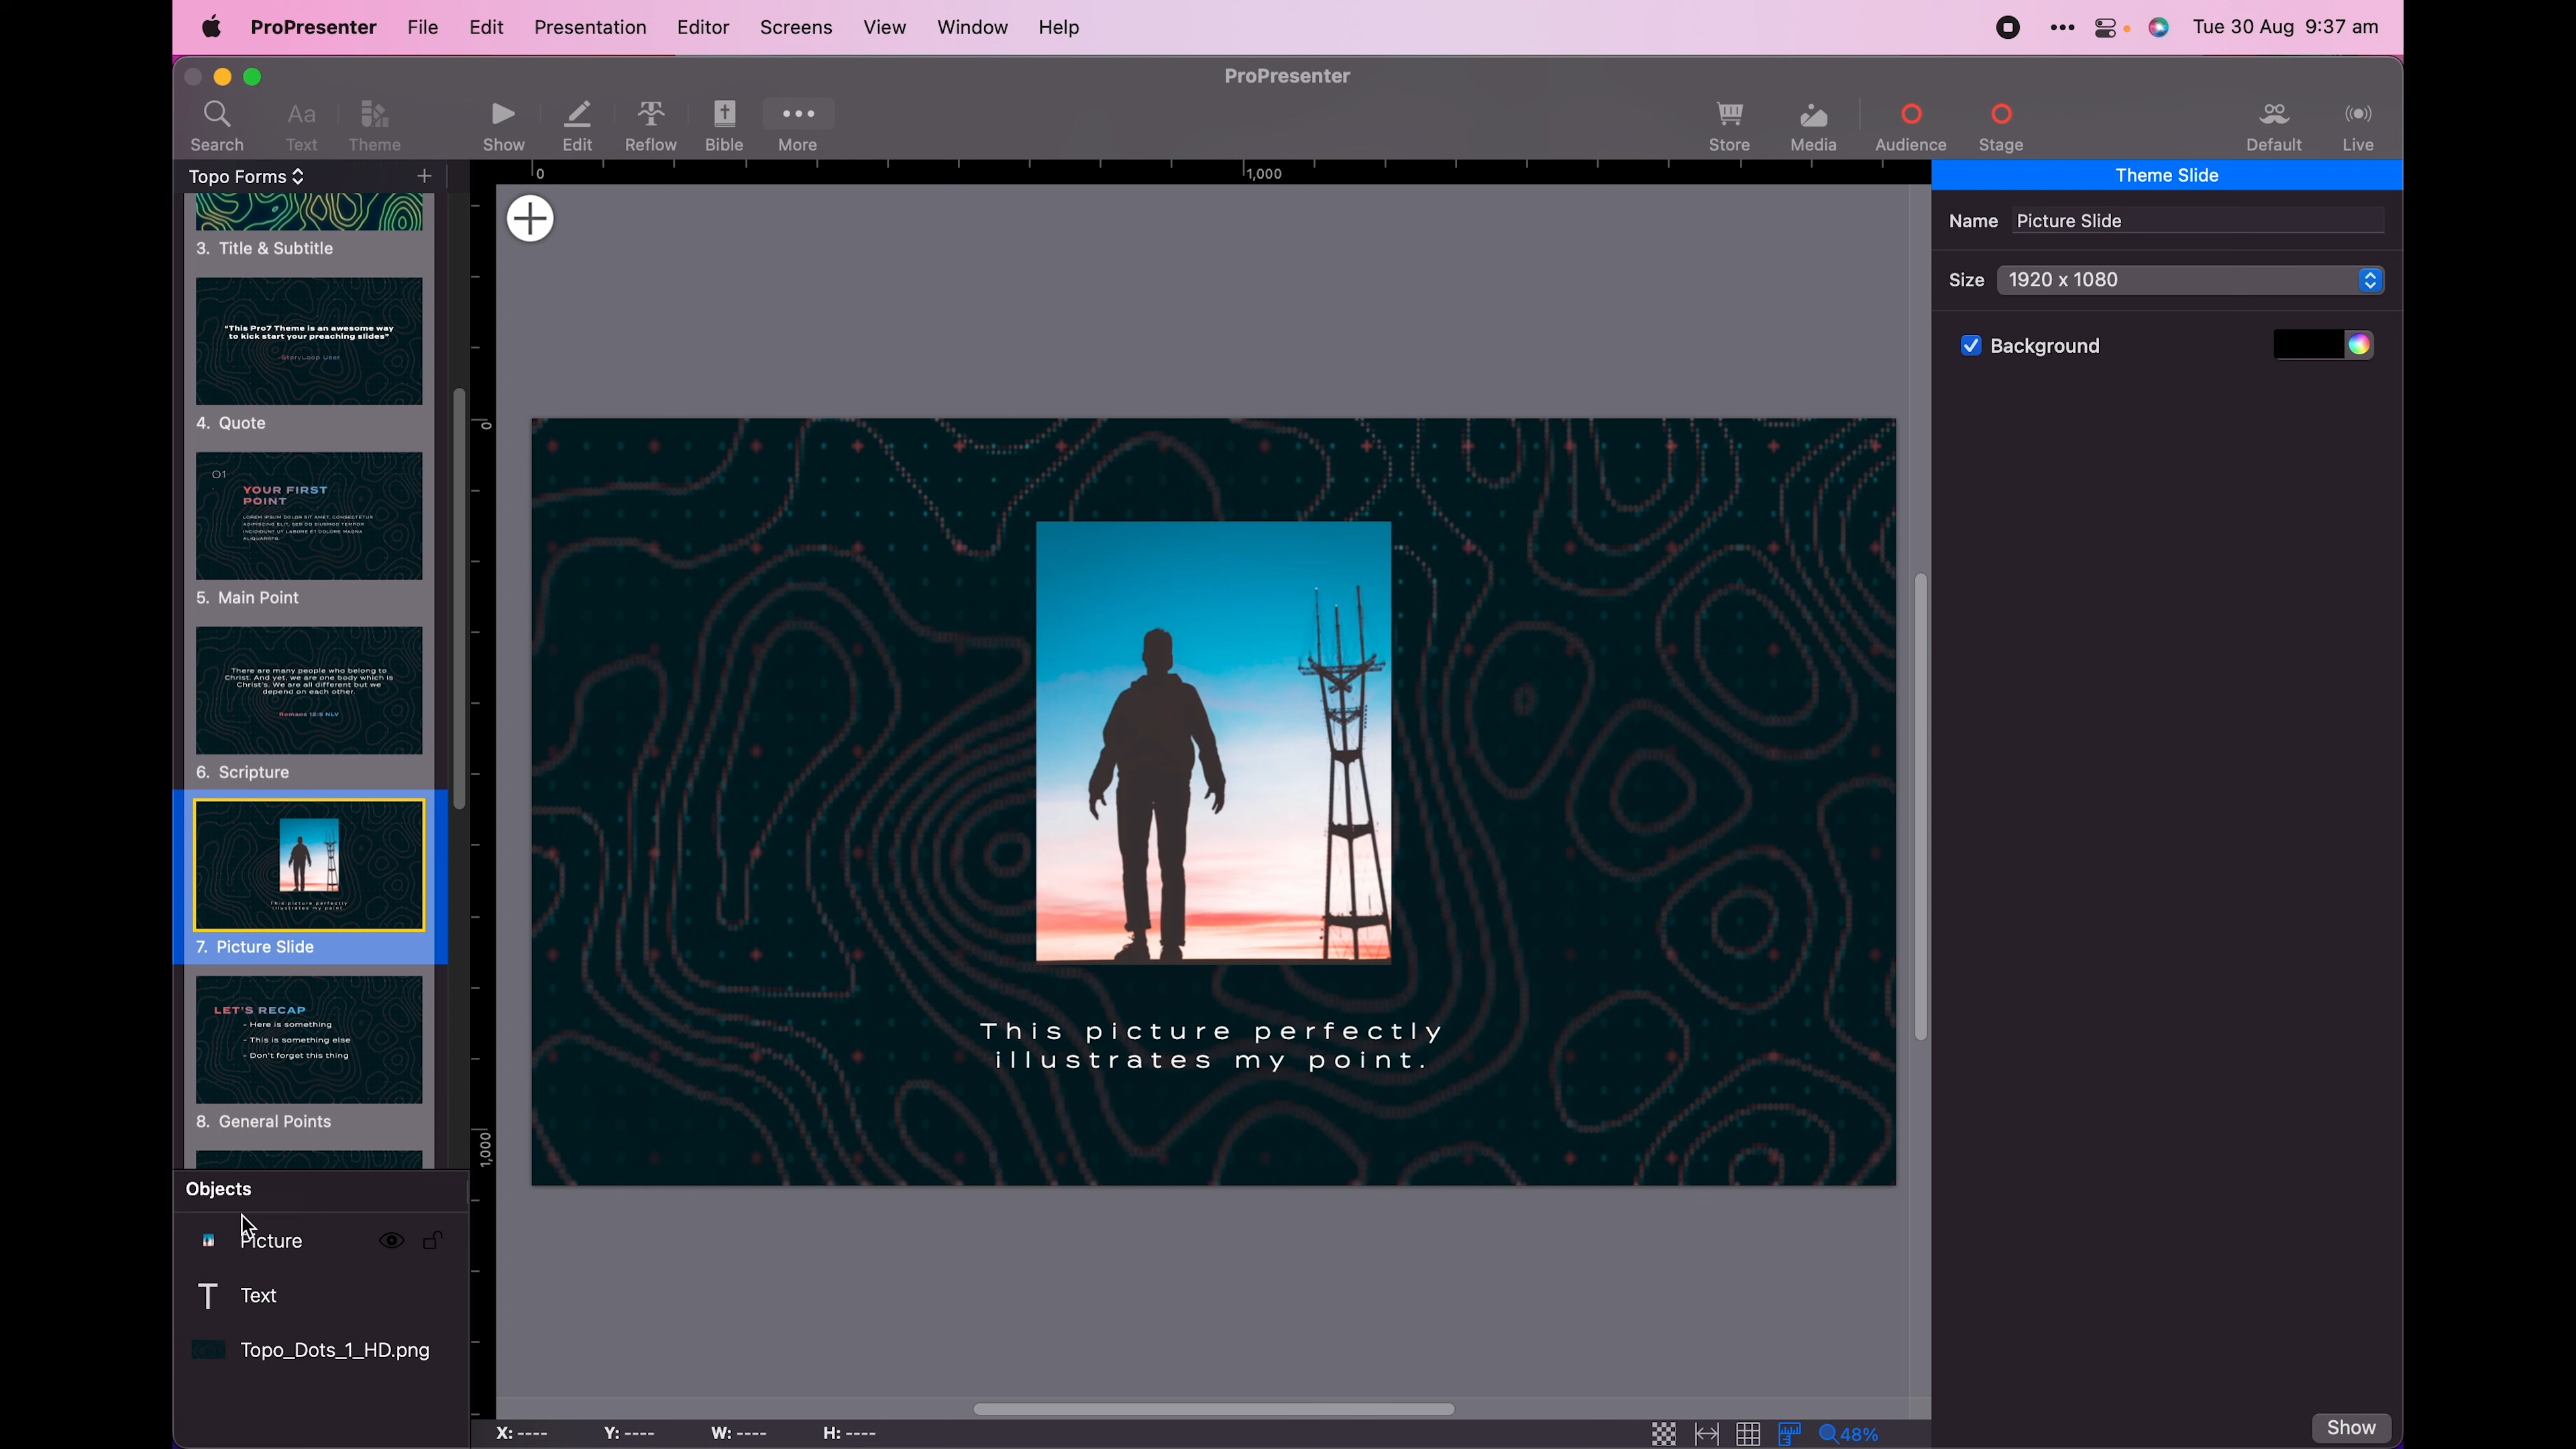 ProPresenter File Edit Presentation Editor Screens View Window Help Tue 30 Aug 9:37 am
ProPresenter
Search Text Theme Show Edit Reflow Bible More Store Media Audience Stage Default Live
Topo Forms
0 1,000
Theme Slide
3. Title & Subtitle
Name Picture Slide
Size 1920 x 1080
Background
"This Pro7 Theme is an awesome way
to kick start your preaching slides"
-StoryLoop User
4. Quote
01
YOUR FIRST
POINT
LOREM IPSUM DOLOR SIT AMET, CONSECTETUR
ADIPISCING ELIT, SED DO EIUSMOD TEMPOR
INCIDIDUNT UT LABORE ET DOLORE MAGNA
5. Main Point
There are many people who belong to
Christ. And yet, we are one body which is
Christ's. We are all different but we
depend on each other.
Romans 12:5 NLV
6. Scripture
This picture perfectly
illustrates my point.
7. Picture Slide
LET'S RECAP
- Here is something
- This is something else
- Don't forget this thing
8. General Points
0
1,000
This picture perfectly
illustrates my point.
Objects
Picture
Text
Topo_Dots_1_HD.png
X: ---- Y: ---- W: ---- H: ---- 48%
Show